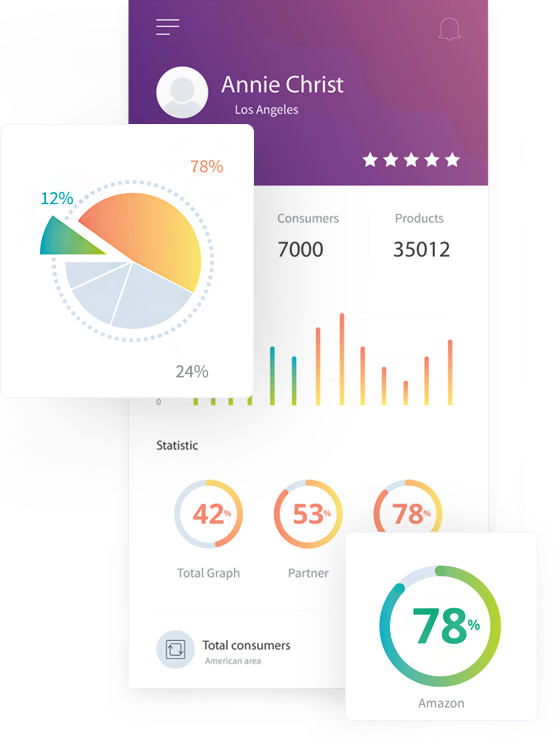 Annie Christ
Los Angeles
78%
12%
24%
Consumers
Products
7000
35012
0
Statistic
42%
53%
78%
Total Graph
Partner
Total consumers
American area
78%
Amazon